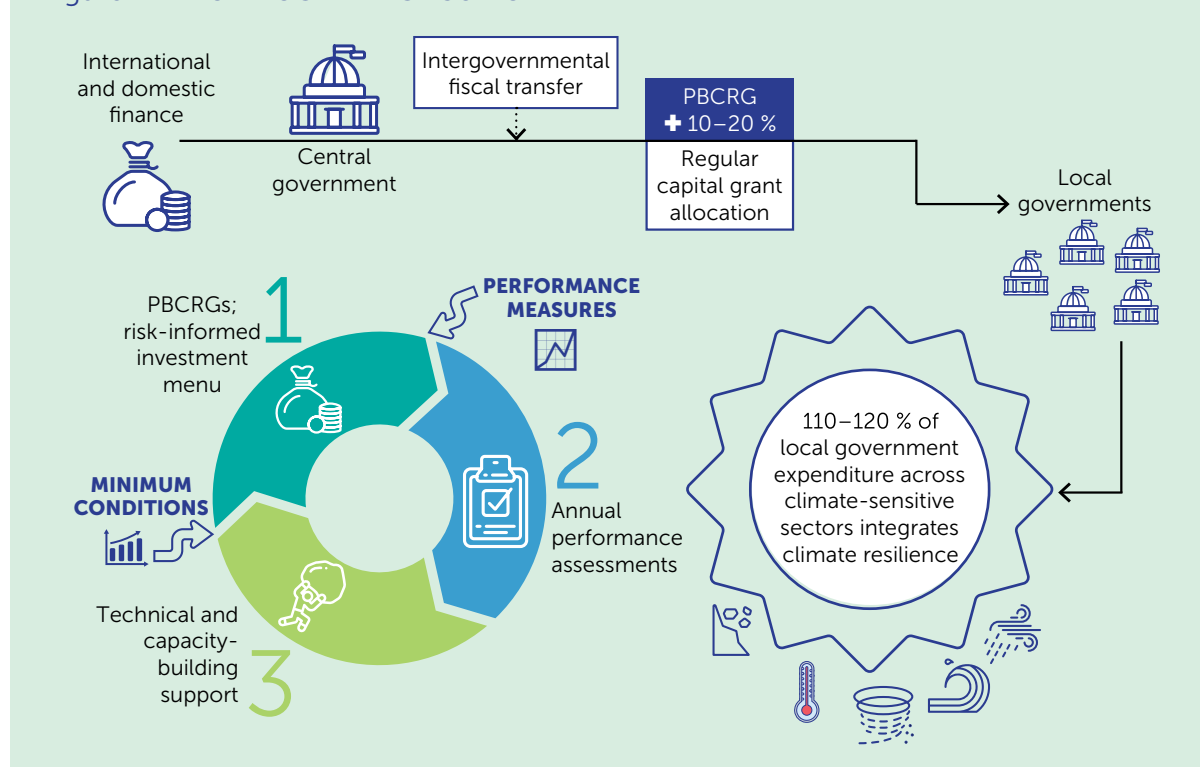 International
and domestic
finance
Central
government
Intergovernmental
fiscal transfer
PBCRG
+ 10–20 %
Regular
capital grant
allocation
Local
governments
1
PBCRGs;
risk-informed
investment
menu
PERFORMANCE
MEASURES
2
Annual
performance
assessments
MINIMUM
CONDITIONS
Technical and
capacity-
building
support
3
110–120 % of
local government
expenditure across
climate-sensitive
sectors integrates
climate resilience